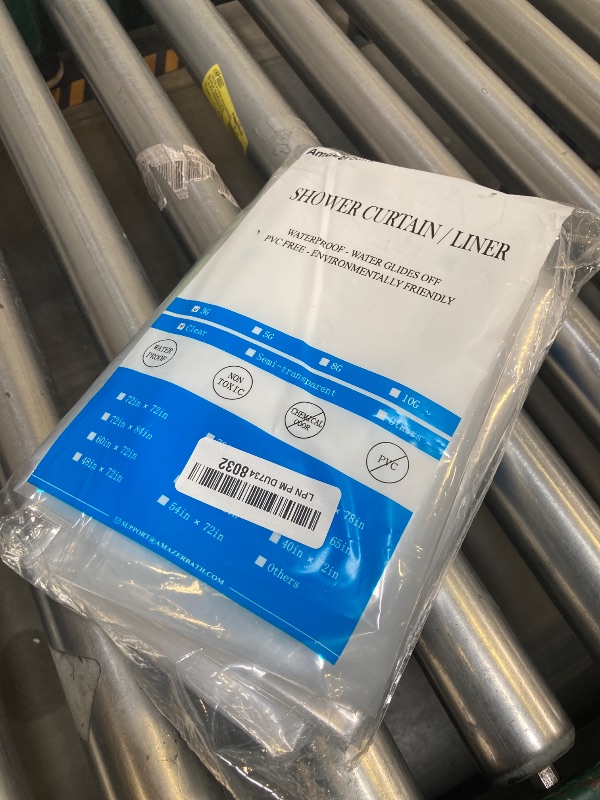 SHOWER CURTAIN / LINER
WATERPROOF - WATER GLIDES OFF
PVC FREE - ENVIRONMENTALLY FRIENDLY
3G 5G 8G 10G
Clear Semi-transparent Others
WATER PROOF
NON TOXIC
CHEMICAL ODOR
PVC
72in x 72in
72in x 84in
60in x 72in
48in x 72in
54in x 72in
78in
65in
40in x
Others
LPN PM DU734 8032
SUPPORT@AMAZERBATH.COM